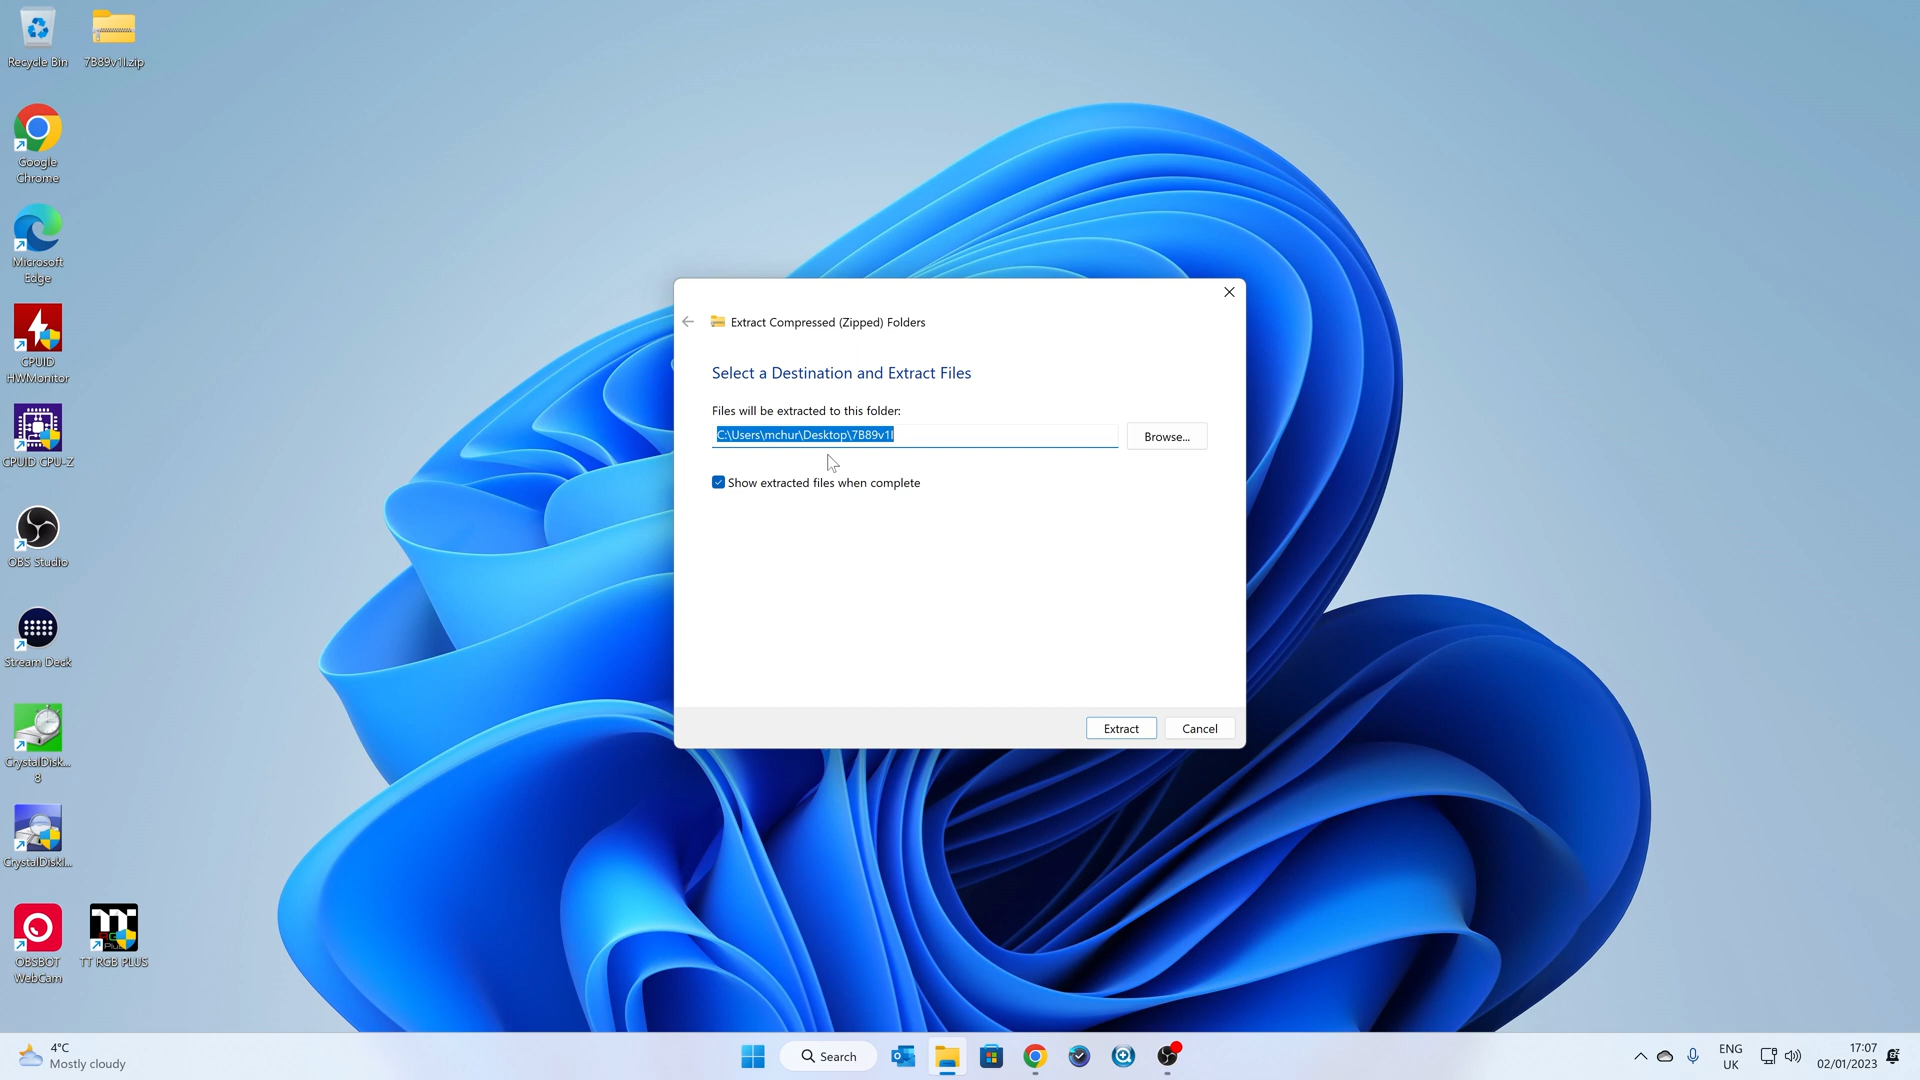 Recycle Bin
7B89v1I.zip
Google
Chrome
Microsoft
Edge
CPUID
HWMonitor
CPUID CPU-Z
OBS Studio
Stream Deck
CrystalDisk...
8
CrystalDiskI...
OBSBOT
WebCam
TT RGB PLUS
Extract Compressed (Zipped) Folders
Select a Destination and Extract Files
Files will be extracted to this folder:
C:\Users\mchur\Desktop\7B89v1I
Browse...
Show extracted files when complete
Extract
Cancel
4°C
Mostly cloudy
Search
ENG
UK
17:07
02/01/2023